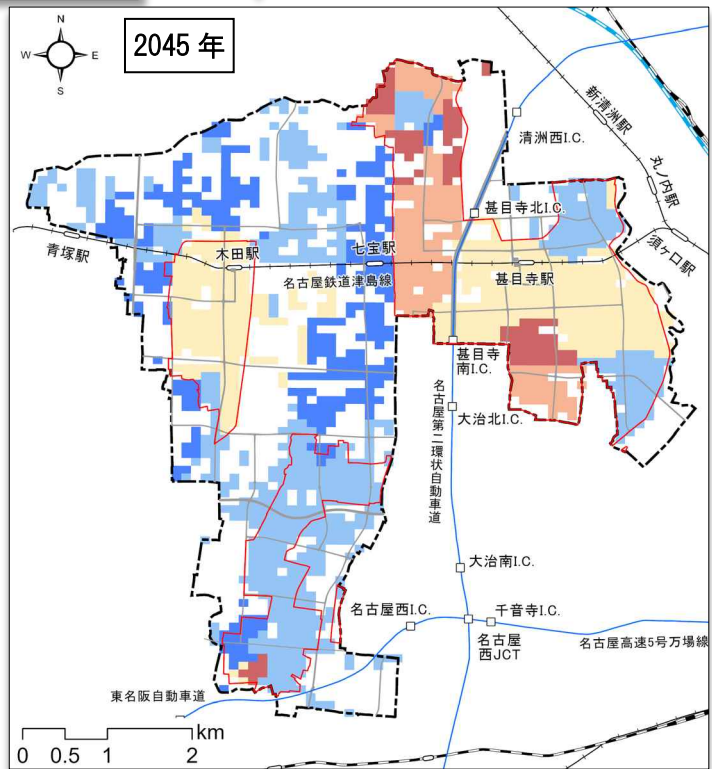 N
W E
S
2045 年
新清洲駅
清洲西I.C.
丸ノ内駅
甚目寺北I.C.
須ケ口駅
青塚駅
木田駅
七宝駅
名古屋鉄道津島線
甚目寺駅
甚目寺
南I.C.
大治北I.C.
名古屋第二環状自動車道
大治南I.C.
名古屋西I.C.
千音寺I.C.
名古屋
西JCT
名古屋高速5号万場線
東名阪自動車道
km
0 0.5 1 2